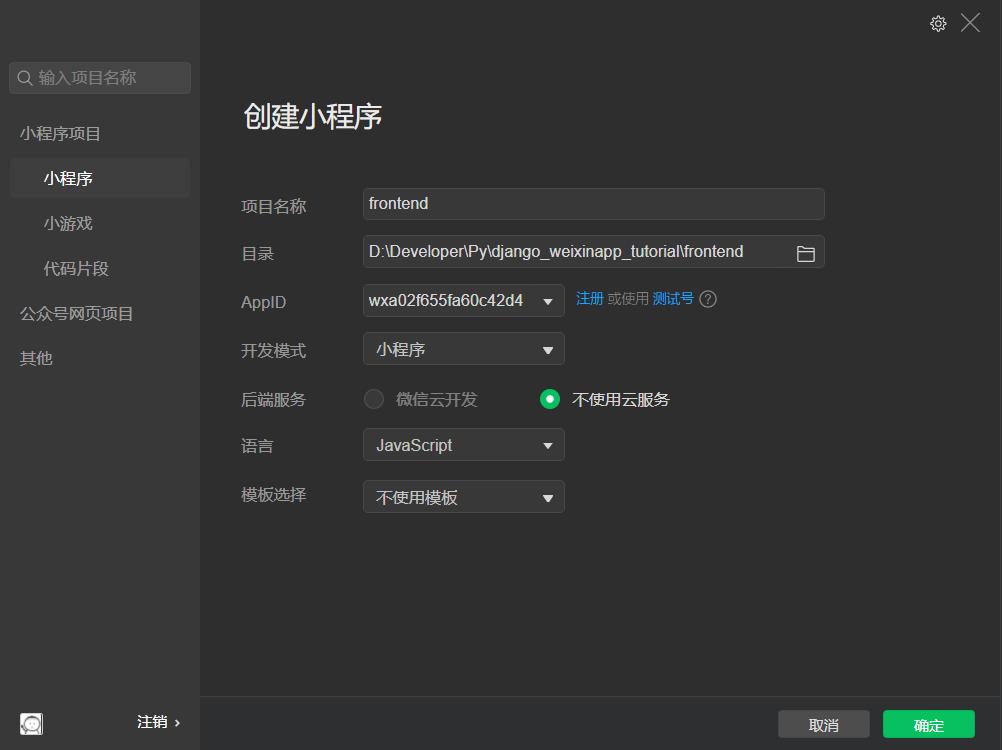 输入项目名称
小程序项目
小程序
小游戏
代码片段
公众号网页项目
其他
注销
创建小程序
项目名称 frontend
目录 D:\Developer\Py\django_weixinapp_tutorial\frontend
AppID wxa02f655fa60c42d4 注册 或使用 测试号 ?
开发模式 小程序
后端服务 微信云开发 不使用云服务
语言 JavaScript
模板选择 不使用模板
取消 确定